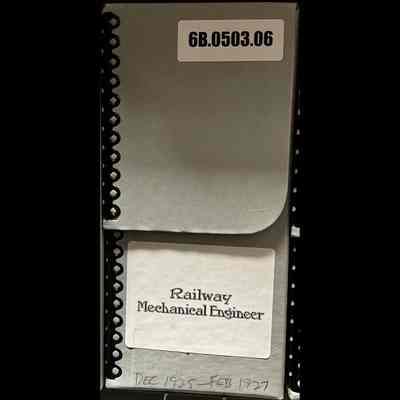 6B.0503.06
Railway
Mechanical Engineer
DEC 1925-FEB 1927